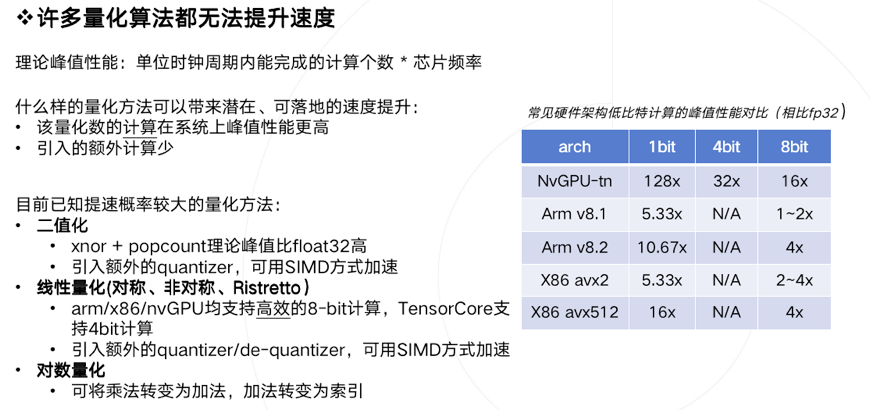 ❖许多量化算法都无法提升速度
理论峰值性能：单位时钟周期内能完成的计算个数 * 芯片频率
什么样的量化方法可以带来潜在、可落地的速度提升：
• 该量化数的计算在系统上峰值性能更高
• 引入的额外计算少
目前已知提速概率较大的量化方法：
• 二值化
• xnor + popcount理论峰值比float32高
• 引入额外的quantizer，可用SIMD方式加速
• 线性量化(对称、非对称、Ristretto）
• arm/x86/nvGPU均支持高效的8-bit计算，TensorCore支
持4bit计算
• 引入额外的quantizer/de-quantizer，可用SIMD方式加速
• 对数量化
• 可将乘法转变为加法，加法转变为索引
常见硬件架构低比特计算的峰值性能对比（相比fp32）
arch 1bit 4bit 8bit
NvGPU-tn 128x 32x 16x
Arm v8.1 5.33x N/A 1~2x
Arm v8.2 10.67x N/A 4x
X86 avx2 5.33x N/A 2~4x
X86 avx512 16x N/A 4x